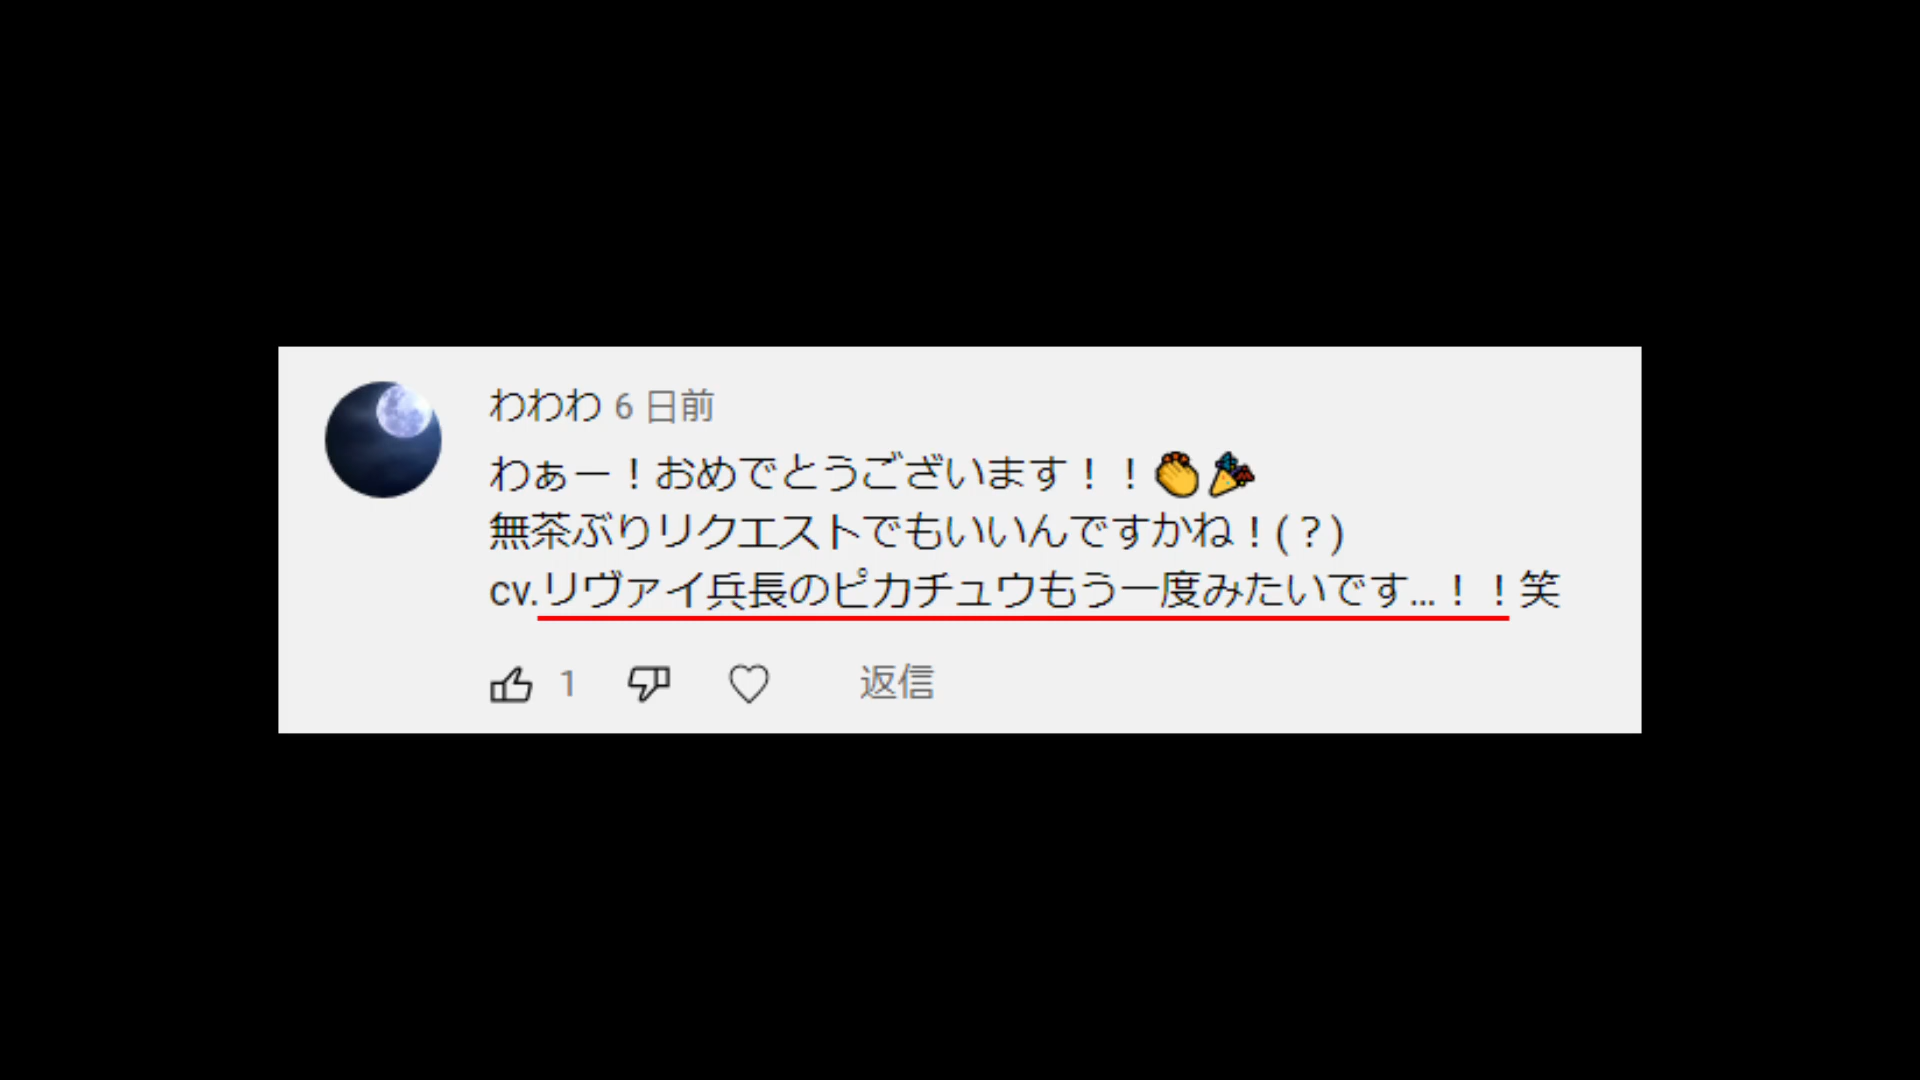 わわわ 6 日前
わぁー！おめでとうございます！！👏🎉
無茶ぶりリクエストでもいいんですかね！(？)
cv.リヴァイ兵長のピカチュウもう一度みたいです...！！笑
1 返信